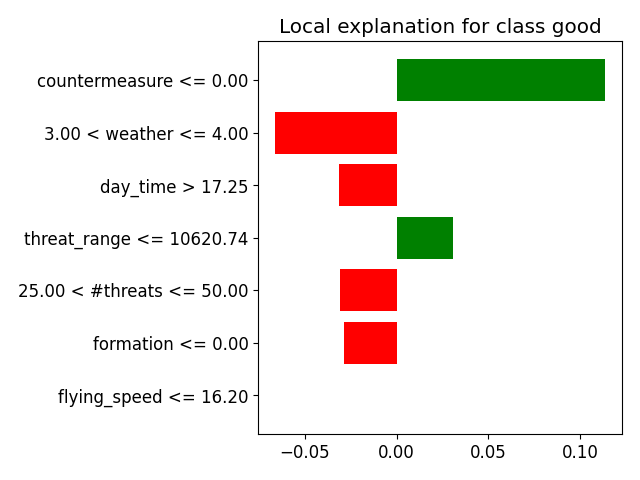 Local explanation for class good
countermeasure <= 0.00
3.00 < weather <= 4.00
day_time > 17.25
threat_range <= 10620.74
25.00 < #threats <= 50.00
formation <= 0.00
flying_speed <= 16.20
−0.05 0.00 0.05 0.10